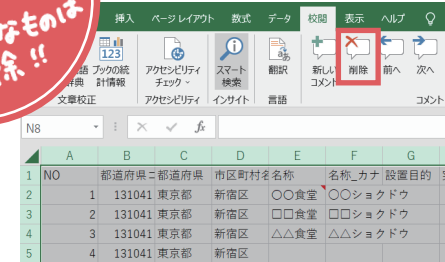 なものは
除!!
挿入 ページ レイアウト 数式 データ 校閲 表示 ヘルプ
123
語 ブックの統 アクセシビリティ スマート 翻訳 新しい 削除 前へ 次へ
辞典 計情報 チェック 検索 コメント
文章校正 アクセシビリティ インサイト 言語 コメント
N8 fx
A B C D E F G
1 NO 都道府県コ 都道府県 市区町村名 名称 名称_カナ 設置目的
2 1 131041 東京都 新宿区 〇〇食堂 〇〇ショクドウ
3 2 131041 東京都 新宿区 □□食堂 □□ショクドウ
4 3 131041 東京都 新宿区 △△食堂 △△ショクドウ
5 4 131041 東京都 新宿区